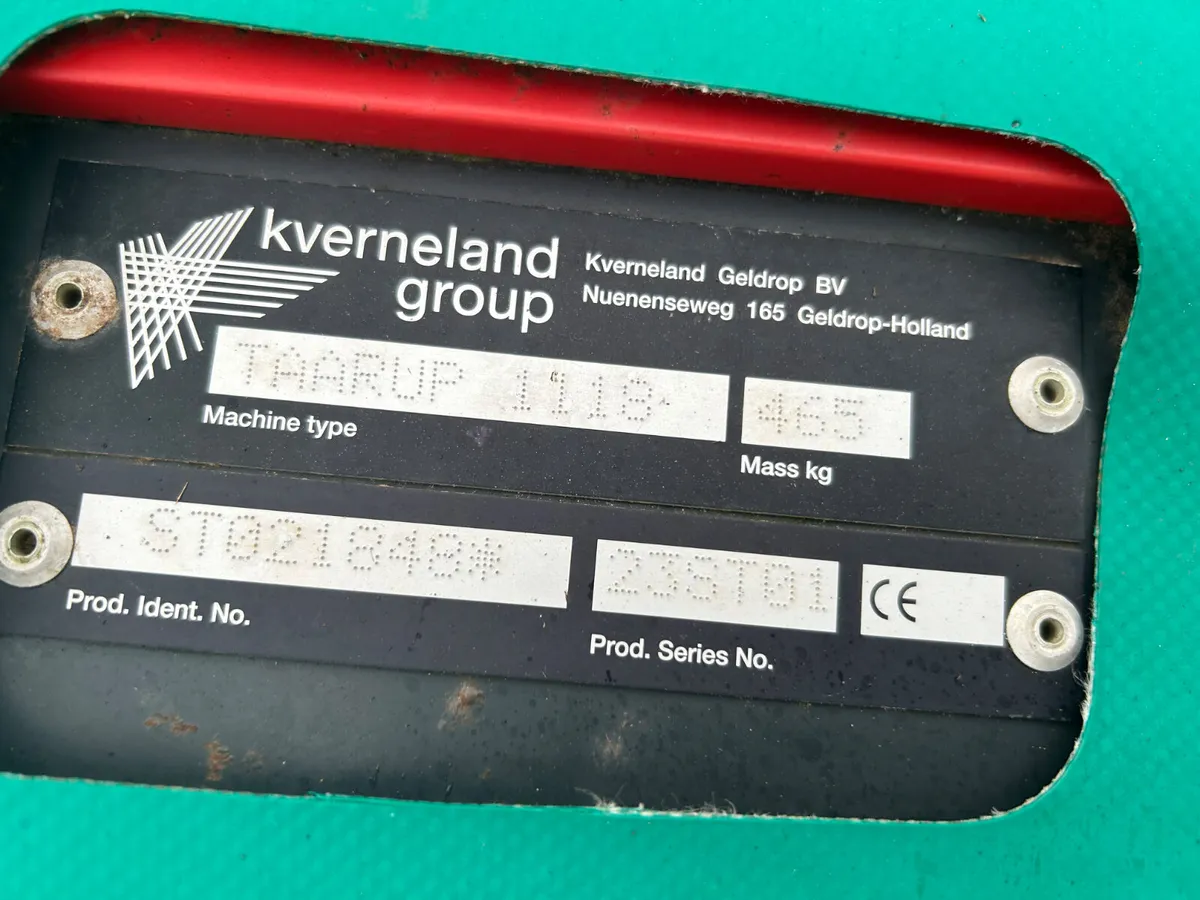 kverneland
group
Kverneland Geldrop BV
Nuenenseweg 165 Geldrop-Holland
TAARUP 1118
465
Machine type
Mass kg
ST021840*
23ST01
CE
Prod. Ident. No.
Prod. Series No.